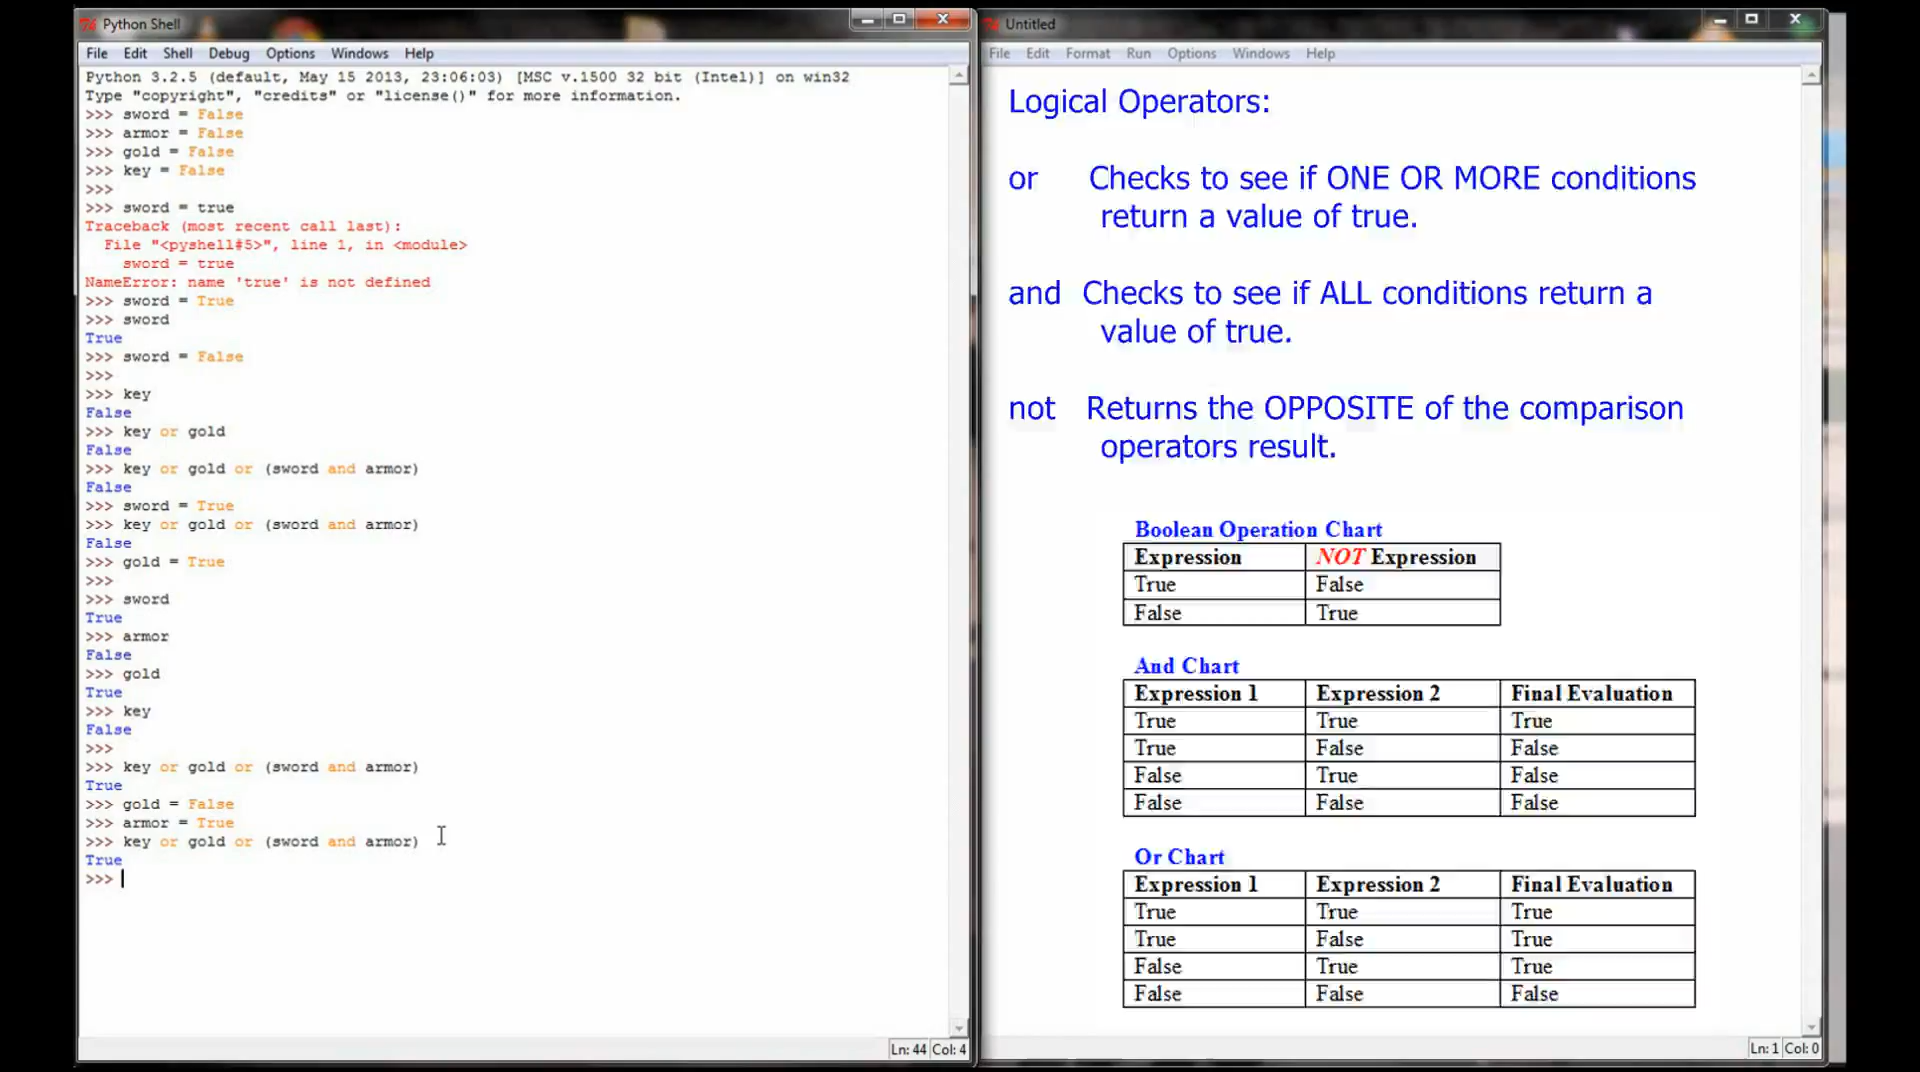 Python Shell
File Edit Shell Debug Options Windows Help
Python 3.2.5 (default, May 15 2013, 23:06:03) [MSC v.1500 32 bit (Intel)] on win32
Type "copyright", "credits" or "license()" for more information.
>>> sword = False
>>> armor = False
>>> gold = False
>>> key = False
>>>
>>> sword = true
Traceback (most recent call last):
File "<pyshell#5>", line 1, in <module>
sword = true
NameError: name 'true' is not defined
>>> sword = True
>>> sword
True
>>> sword = False
>>>
>>> key
False
>>> key or gold
False
>>> key or gold or (sword and armor)
False
>>> sword = True
>>> key or gold or (sword and armor)
False
>>> gold = True
>>>
>>> sword
True
>>> armor
False
>>> gold
True
>>> key
False
>>>
>>> key or gold or (sword and armor)
True
>>> gold = False
>>> armor = True
>>> key or gold or (sword and armor)
True
>>>
Ln: 44 Col: 4
Untitled
File Edit Format Run Options Windows Help
Logical Operators:
or Checks to see if ONE OR MORE conditions
return a value of true.
and Checks to see if ALL conditions return a
value of true.
not Returns the OPPOSITE of the comparison
operators result.
Boolean Operation Chart
Expression NOT Expression
True False
False True
And Chart
Expression 1 Expression 2 Final Evaluation
True True True
True False False
False True False
False False False
Or Chart
Expression 1 Expression 2 Final Evaluation
True True True
True False True
False True True
False False False
Ln: 1 Col: 0